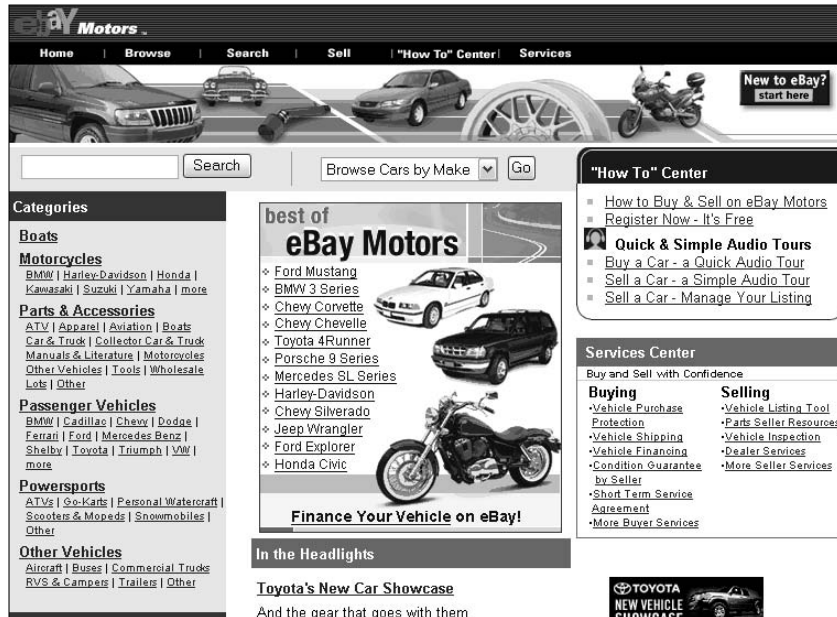 ebay Motors
Home | Browse | Search | Sell | "How To" Center | Services
New to eBay?
start here
Search
Browse Cars by Make
Go
Categories
Boats
Motorcycles
BMW | Harley-Davidson | Honda |
Kawasaki | Suzuki | Yamaha | more
Parts & Accessories
ATV | Apparel | Aviation | Boats
Car & Truck | Collector Car & Truck
Manuals & Literature | Motorcycles
Other Vehicles | Tools | Wholesale
Lots | Other
Passenger Vehicles
BMW | Cadillac | Chevy | Dodge |
Ferrari | Ford | Mercedes Benz |
Shelby | Toyota | Triumph | VW |
more
Powersports
ATVs | Go-Karts | Personal Watercraft |
Scooters & Mopeds | Snowmobiles |
Other
Other Vehicles
Aircraft | Buses | Commercial Trucks
RVS & Campers | Trailers | Other
best of
eBay Motors
Ford Mustang
BMW 3 Series
Chevy Corvette
Chevy Chevelle
Toyota 4Runner
Porsche 9 Series
Mercedes SL Series
Harley-Davidson
Chevy Silverado
Jeep Wrangler
Ford Explorer
Honda Civic
Finance Your Vehicle on eBay!
In the Headlights
Toyota's New Car Showcase
And the gear that goes with them
"How To" Center
How to Buy & Sell on eBay Motors
Register Now - It's Free
Quick & Simple Audio Tours
Buy a Car - a Quick Audio Tour
Sell a Car - a Simple Audio Tour
Sell a Car - Manage Your Listing
Services Center
Buy and Sell with Confidence
Buying
·Vehicle Purchase
Protection
·Vehicle Shipping
·Vehicle Financing
·Condition Guarantee
by Seller
·Short Term Service
Agreement
·More Buyer Services
Selling
·Vehicle Listing Tool
·Parts Seller Resources
·Vehicle Inspection
·Dealer Services
·More Seller Services
TOYOTA
NEW VEHICLE
SHOWCASE